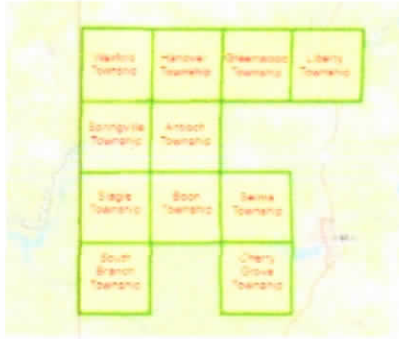 Wexford
Township
Hanover
Township
Greenwood
Township
Liberty
Township
Springville
Township
Antioch
Township
Slagle
Township
Boon
Township
Selma
Township
South
Branch
Township
Cherry
Grove
Township